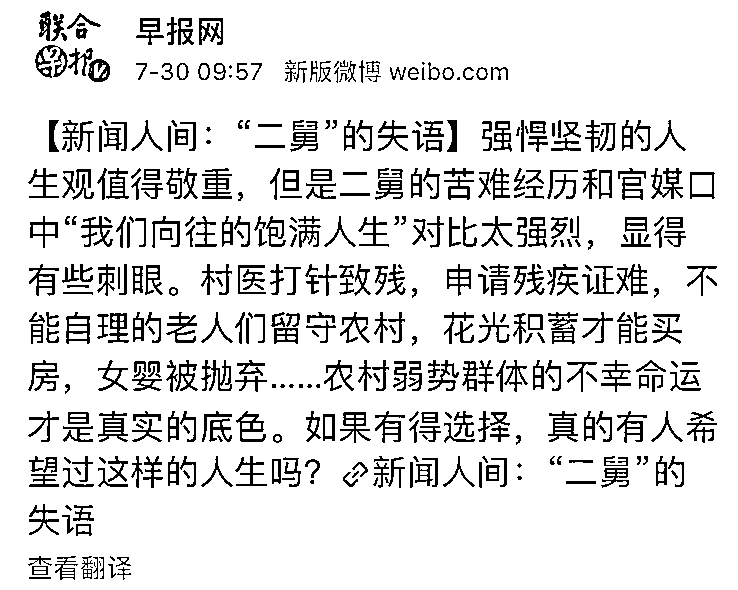 联合早报
早报网
7-30 09:57 新版微博 weibo.com
【新闻人间：“二舅”的失语】强悍坚韧的人
生观值得敬重，但是二舅的苦难经历和官媒口
中“我们向往的饱满人生”对比太强烈，显得
有些刺眼。村医打针致残，申请残疾证难，不
能自理的老人们留守农村，花光积蓄才能买
房，女婴被抛弃......农村弱势群体的不幸命运
才是真实的底色。如果有得选择，真的有人希
望过这样的人生吗？新闻人间：“二舅”的
失语
查看翻译